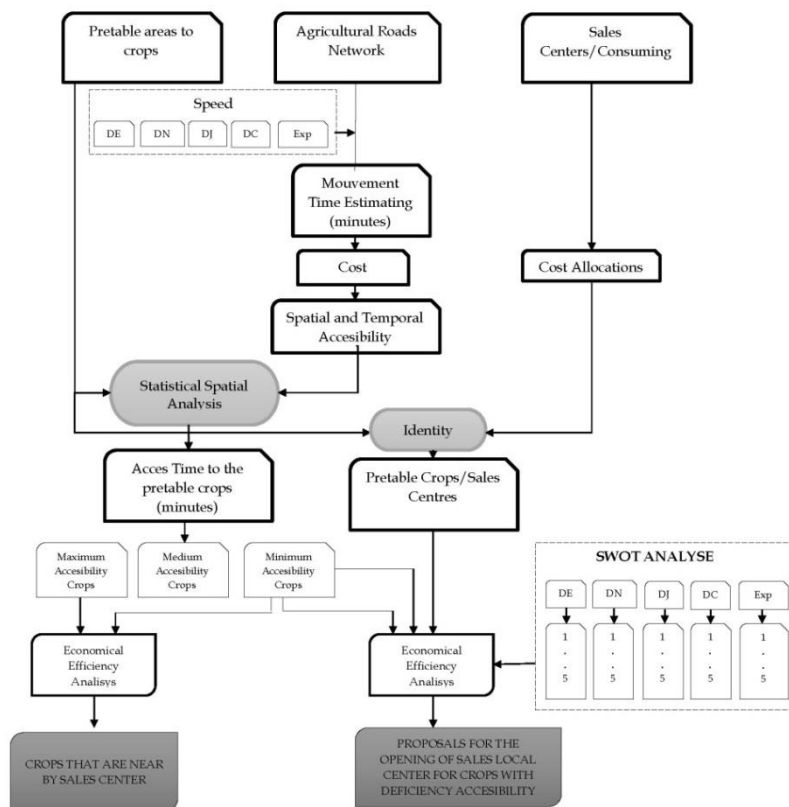 Pretable areas to
crops
Agricultural Roads
Network
Sales
Centers/Consuming
Speed
DE
DN
DJ
DC
Exp
Mouvement
Time Estimating
(minutes)
Cost
Cost Allocations
Spatial and Temporal
Accesibility
Statistical Spatial
Analysis
Identity
Acces Time to the
pretable crops
(minutes)
Pretable Crops/Sales
Centres
Maximum
Accesibility
Crops
Medium
Accesibility
Crops
Minimum
Accesibility
Crops
SWOT ANALYSE
DE
DN
DJ
DC
Exp
1
.
.
5
1
.
.
5
1
.
.
5
1
.
.
5
1
.
.
5
Economical
Efficiency
Analisys
Economical
Efficiency
Analisys
CROPS THAT ARE NEAR
BY SALES CENTER
PROPOSALS FOR THE
OPENING OF SALES LOCAL
CENTER FOR CROPS WITH
DEFICIENCY ACCESIBILITY